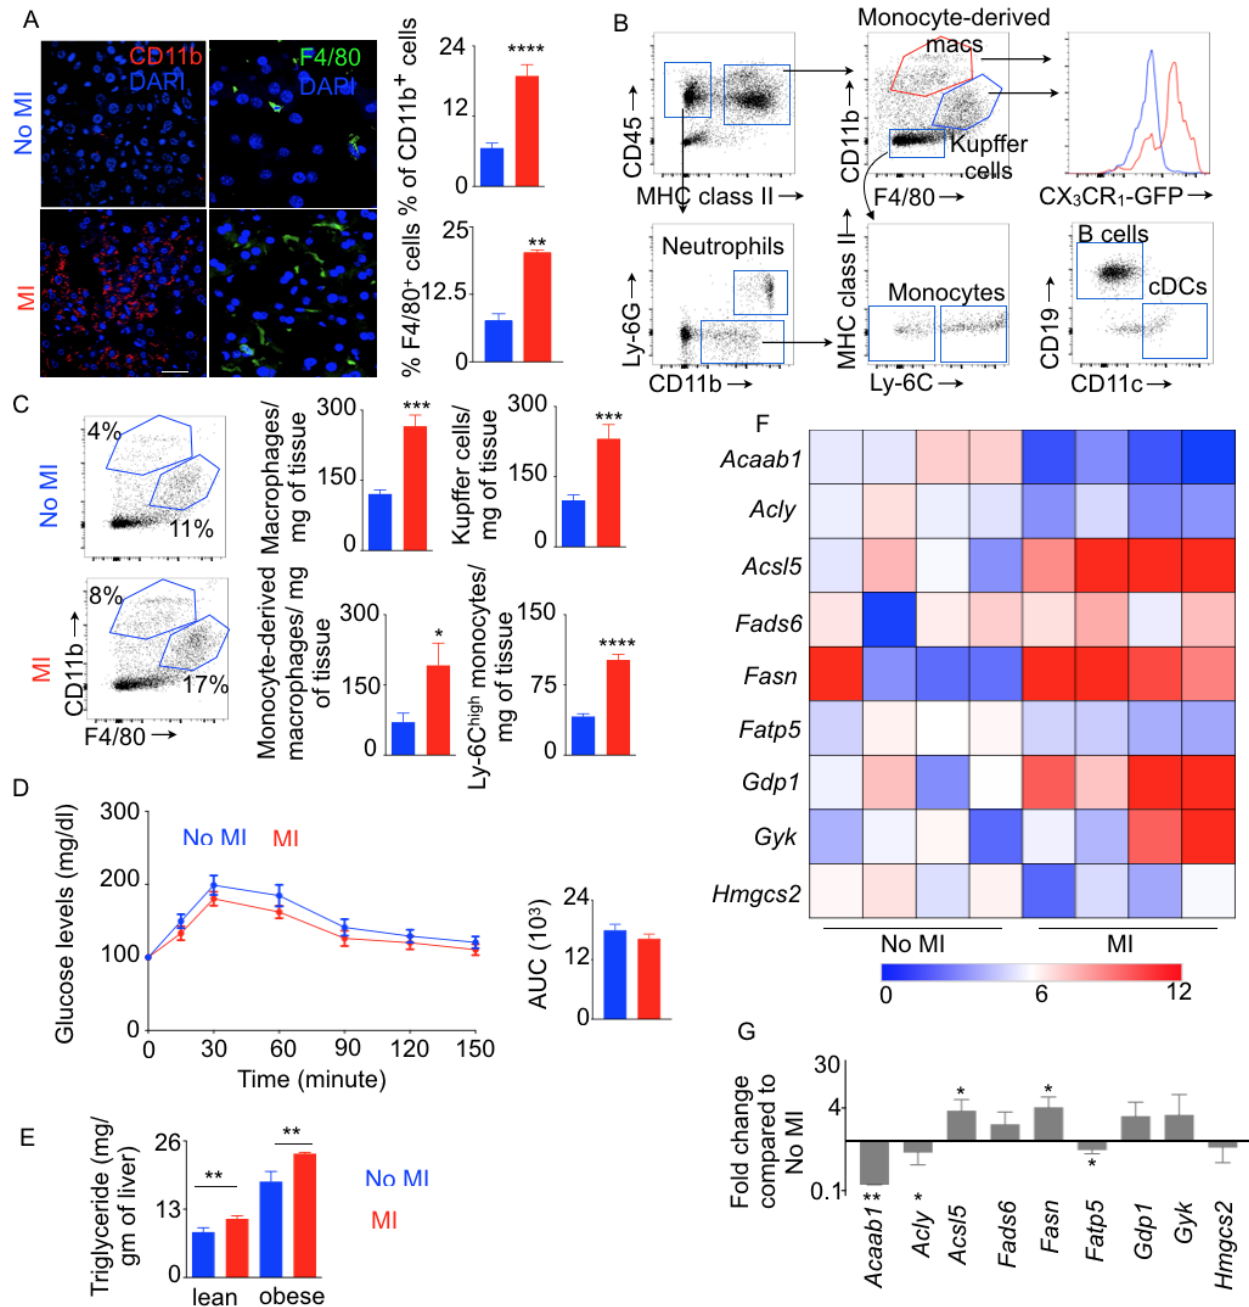 A
CD11b
DAPI
F4/80
DAPI
No MI
MI
% of CD11b+ cells
24
12
0
****
% F4/80+ cells
25
12.5
0
**
B
Monocyte-derived
macs
CD45
MHC class II
CD11b
F4/80
Kupffer
cells
CX3CR1-GFP
Neutrophils
Ly-6G
CD11b
MHC class II
Monocytes
Ly-6C
B cells
cDCs
CD19
CD11c
C
No MI
4%
11%
MI
8%
17%
CD11b
F4/80
Macrophages/
mg of tissue
300
150
0
***
Kupffer cells/
mg of tissue
300
150
0
***
Monocyte-derived
macrophages/ mg
of tissue
300
150
0
*
Ly-6Chigh monocytes/
mg of tissue
150
75
0
****
D
Glucose levels (mg/dl)
300
200
100
0
No MI
MI
0
30
60
90
120
150
Time (minute)
AUC (10³)
24
12
0
E
Triglyceride (mg/
gm of liver)
26
13
0
**
**
lean
obese
No MI
MI
F
Acaab1
Acly
Acsl5
Fads6
Fasn
Fatp5
Gdp1
Gyk
Hmgcs2
No MI
MI
0
6
12
G
Fold change
compared to
No MI
30
4
0.1
**
*
*
*
*
Acaab1
Acly
Acsl5
Fads6
Fasn
Fatp5
Gdp1
Gyk
Hmgcs2